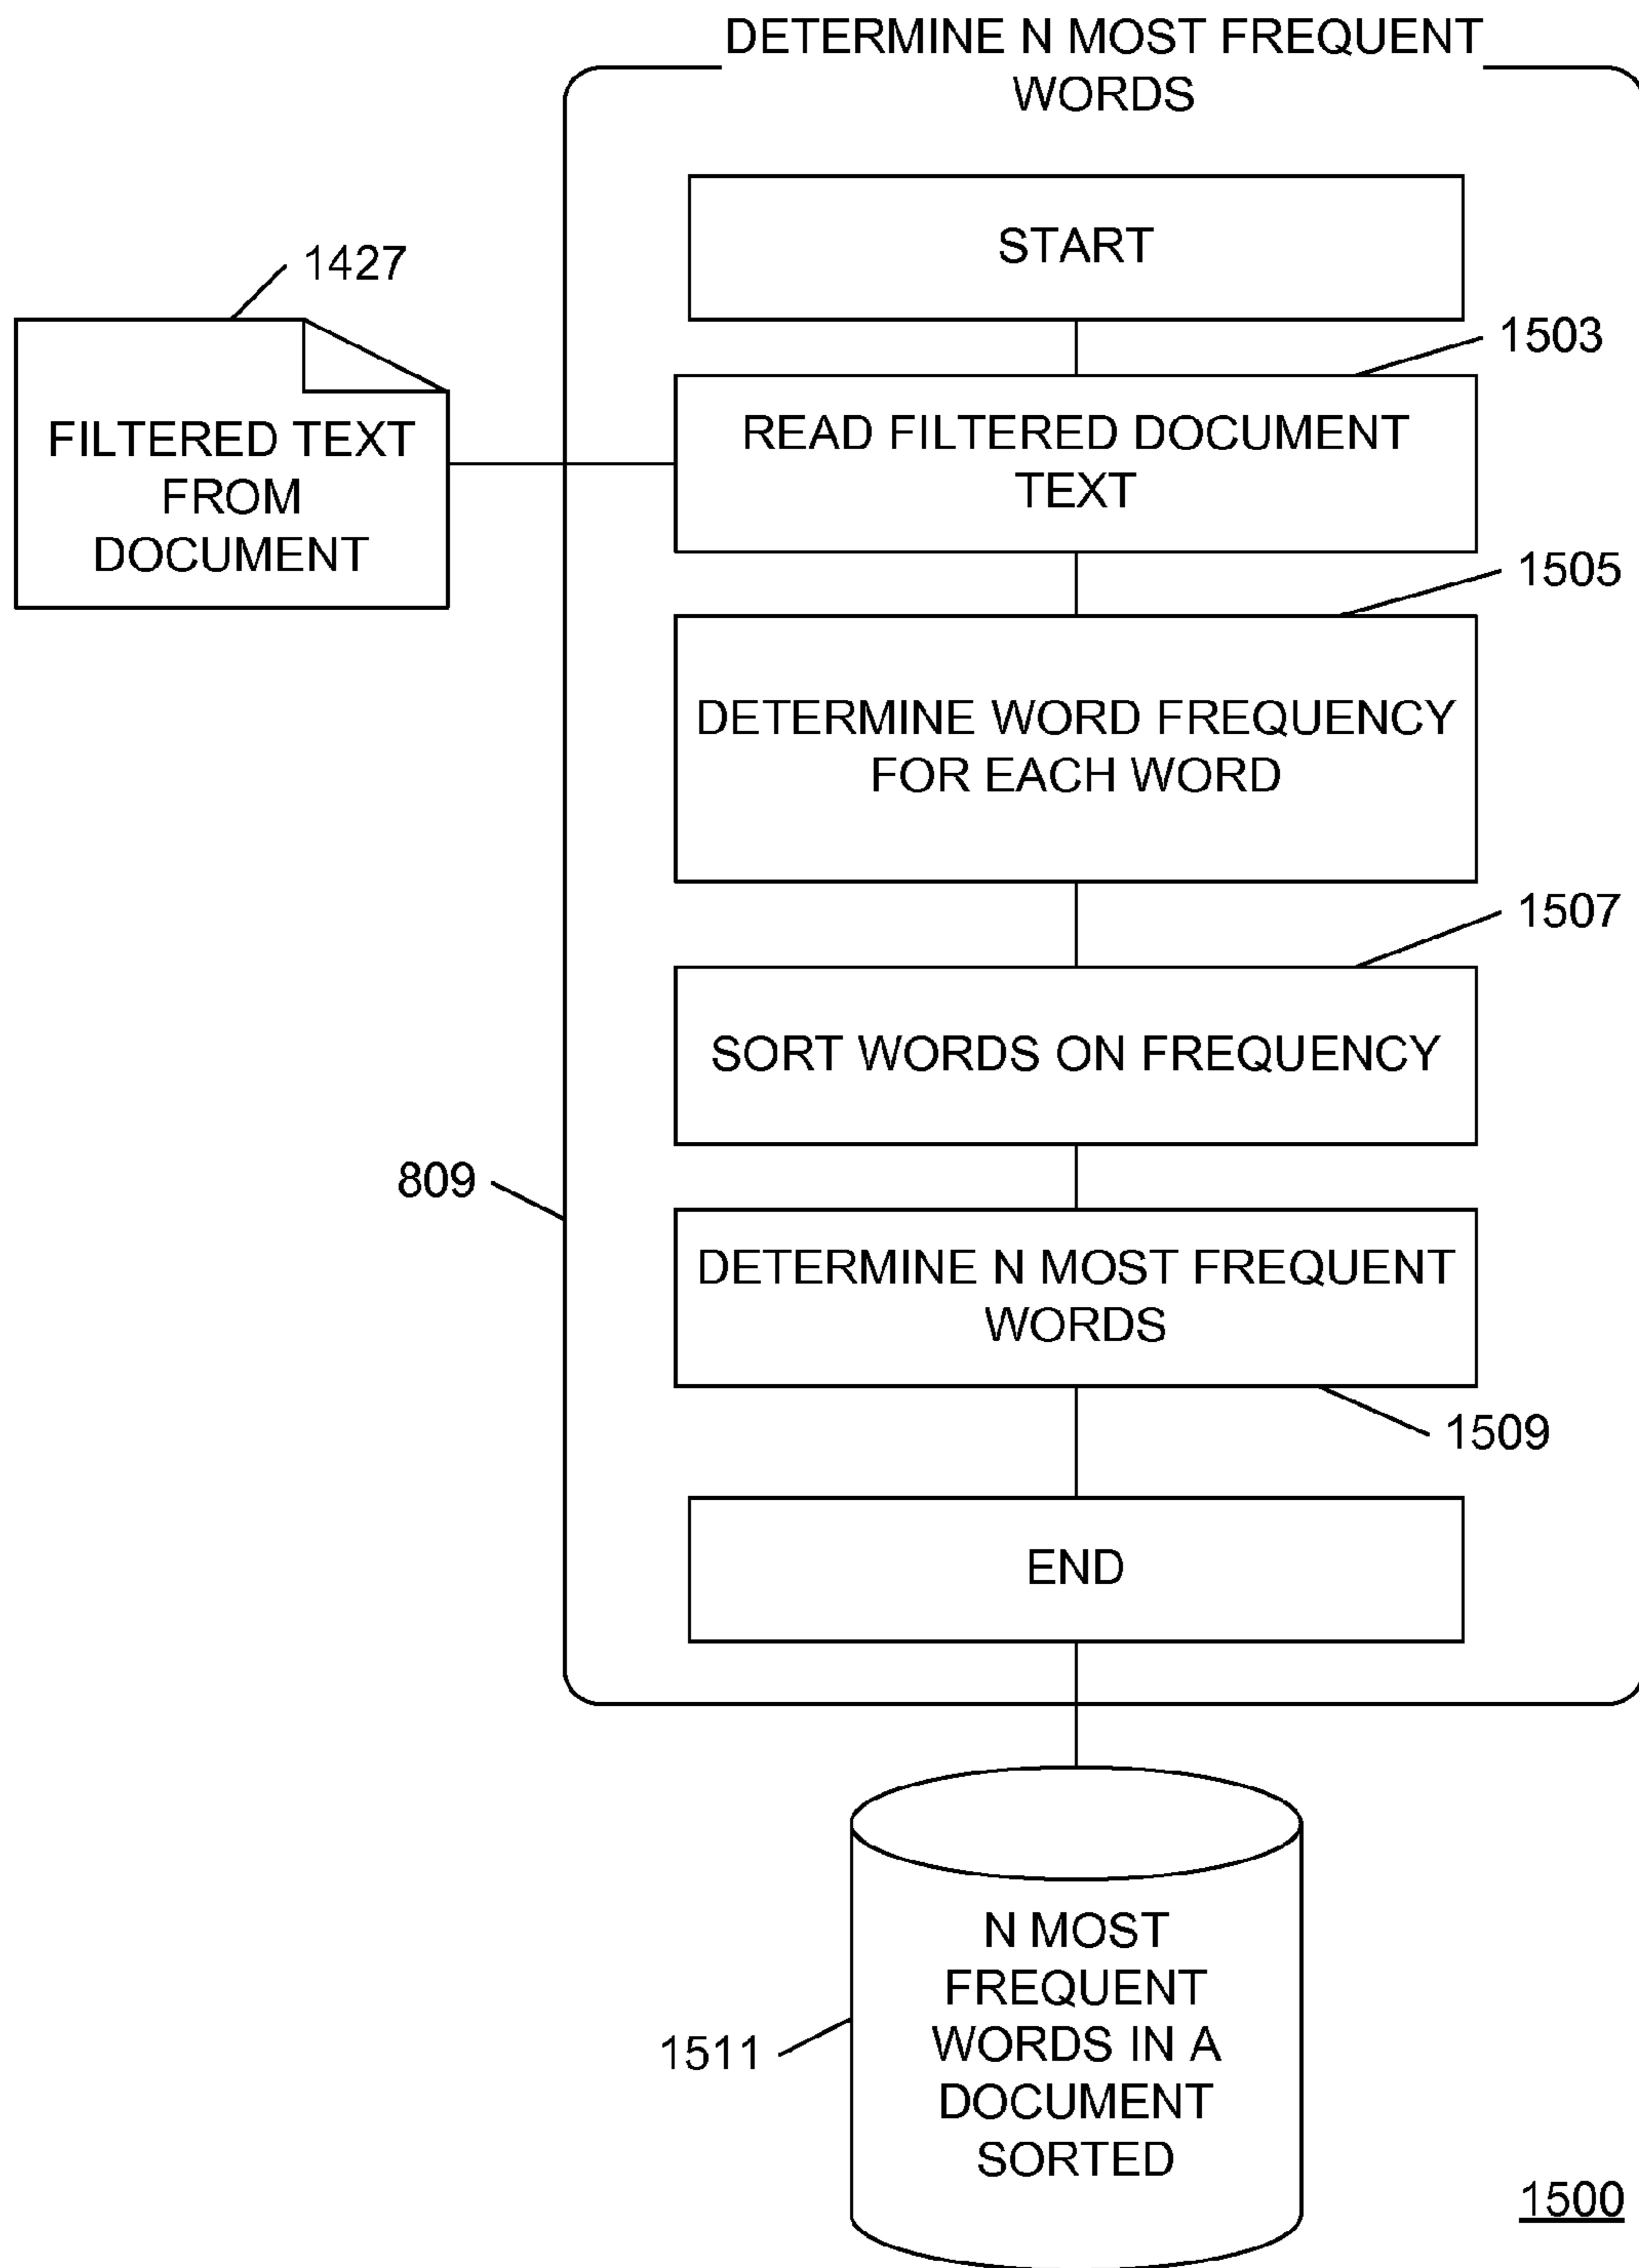 DETERMINE N MOST FREQUENT
WORDS
START
1427
1503
FILTERED TEXT
FROM
DOCUMENT
READ FILTERED DOCUMENT
TEXT
1505
DETERMINE WORD FREQUENCY
FOR EACH WORD
1507
SORT WORDS ON FREQUENCY
809
DETERMINE N MOST FREQUENT
WORDS
1509
END
N MOST
FREQUENT
WORDS IN A
DOCUMENT
SORTED
1511
1500